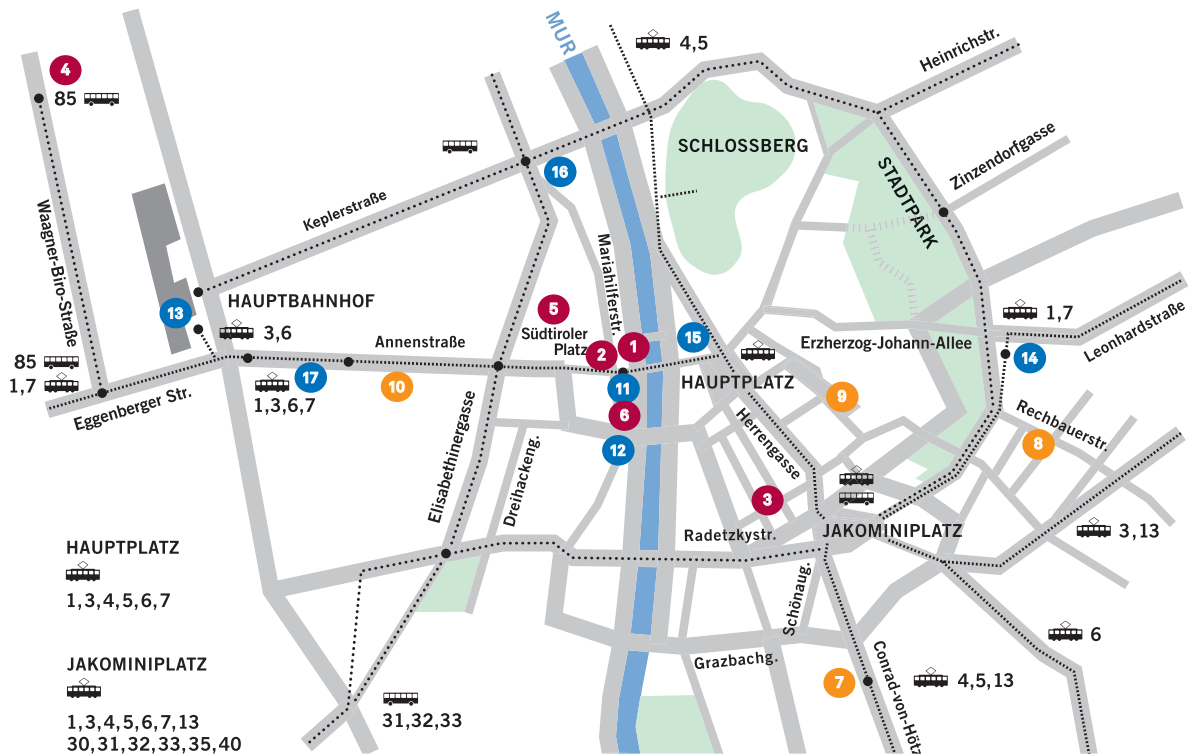 MUR
4,5
Heinrichstr.
4
85
SCHLOSSBERG
Zinzendorfgasse
STADTPARK
16
Keplerstraße
Waagner-Biro-Straße
Mariahilferstr.
HAUPTBAHNHOF
13
3,6
5
Südtiroler
Platz
2
1
15
1,7
Erzherzog-Johann-Allee
14
Leonhardstraße
Annenstraße
85
1,7
17
10
1,3,6,7
11
HAUPTPLATZ
9
Eggenberger Str.
6
Herrengasse
Rechbauerstr.
8
12
Elisabethinergasse
Dreihackeng.
3
Radetzkystr.
JAKOMINIPLATZ
3,13
HAUPTPLATZ
1,3,4,5,6,7
Schönaug.
6
JAKOMINIPLATZ
Grazbachg.
7
Conrad-von-Hötz
4,5,13
1,3,4,5,6,7,13
30,31,32,33,35,40
31,32,33